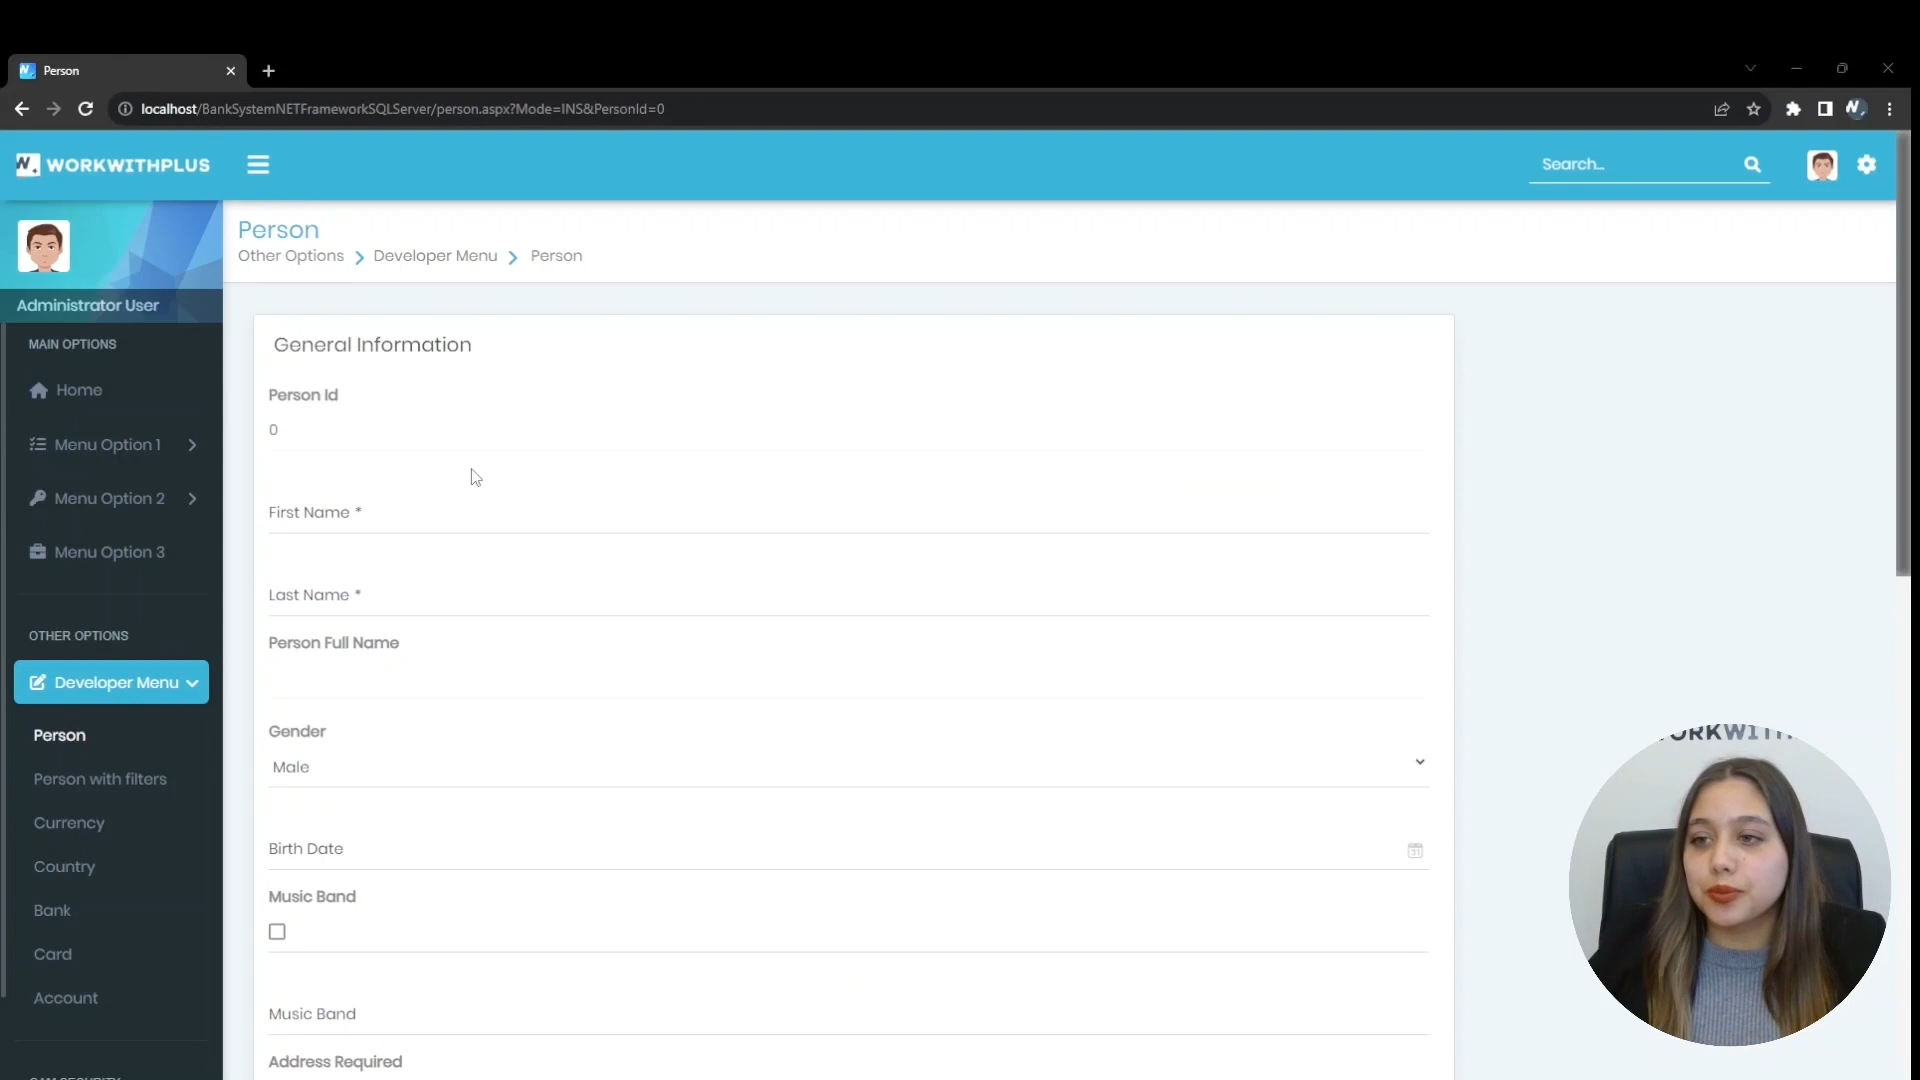 Person
localhost/BankSystemNETFrameworkSQLServer/person.aspx?Mode=INS&PersonId=0
WORKWITHPLUS
Search...
Administrator User
MAIN OPTIONS
Home
Menu Option 1
Menu Option 2
Menu Option 3
OTHER OPTIONS
Developer Menu
Person
Person with filters
Currency
Country
Bank
Card
Account
Person
Other Options > Developer Menu > Person
General Information
Person Id
0
First Name *
Last Name *
Person Full Name
Gender
Male
Birth Date
31
Music Band
Music Band
Address Required